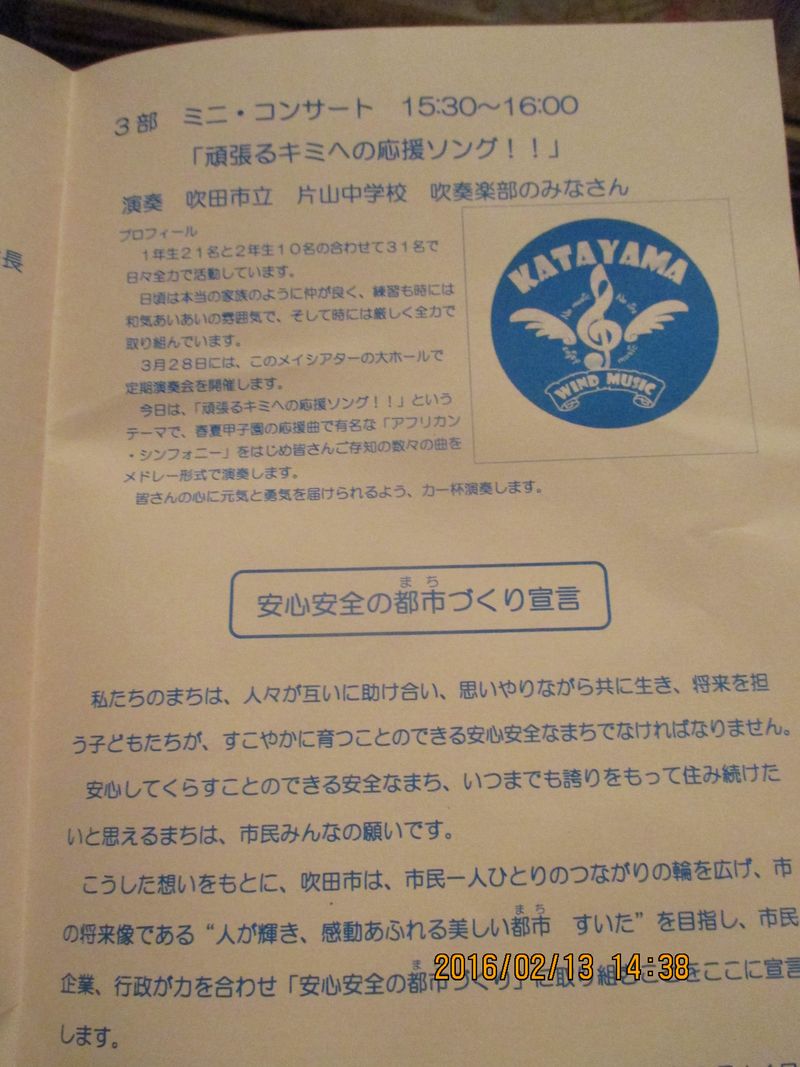 長
3部 ミニ・コンサート 15:30～16:00
「頑張るキミへの応援ソング！！」
演奏 吹田市立 片山中学校 吹奏楽部のみなさん
プロフィール
1年生21名と2年生10名の合わせて31名で
日々全力で活動しています。
日頃は本当の家族のように仲が良く、練習も時には
和気あいあいの雰囲気で、そして時には厳しく全力で
取り組んでいます。
3月28日には、このメイシアターの大ホールで
定期演奏会を開催します。
今日は、「頑張るキミへの応援ソング！！」という
テーマで、春夏甲子園の応援曲で有名な「アフリカン
・シンフォニー」をはじめ皆さんご存知の数々の曲を
メドレー形式で演奏します。
皆さんの心に元気と勇気を届けられるよう、力一杯演奏します。
KATAYAMA
No music No life
music
WIND MUSIC
まち
安心安全の都市づくり宣言
私たちのまちは、人々が互いに助け合い、思いやりながら共に生き、将来を担
う子どもたちが、すこやかに育つことのできる安心安全なまちでなければなりません。
安心してくらすことのできる安全なまち、いつまでも誇りをもって住み続けた
いと思えるまちは、市民みんなの願いです。
こうした想いをもとに、吹田市は、市民一人ひとりのつながりの輪を広げ、市
まち
の将来像である“人が輝き、感動あふれる美しい都市 すいた”を目指し、市民
ま
企業、行政が力を合わせ「安心安全の都市づくり」に取り組むことをここに宣言
します。
2016/02/13 14:38